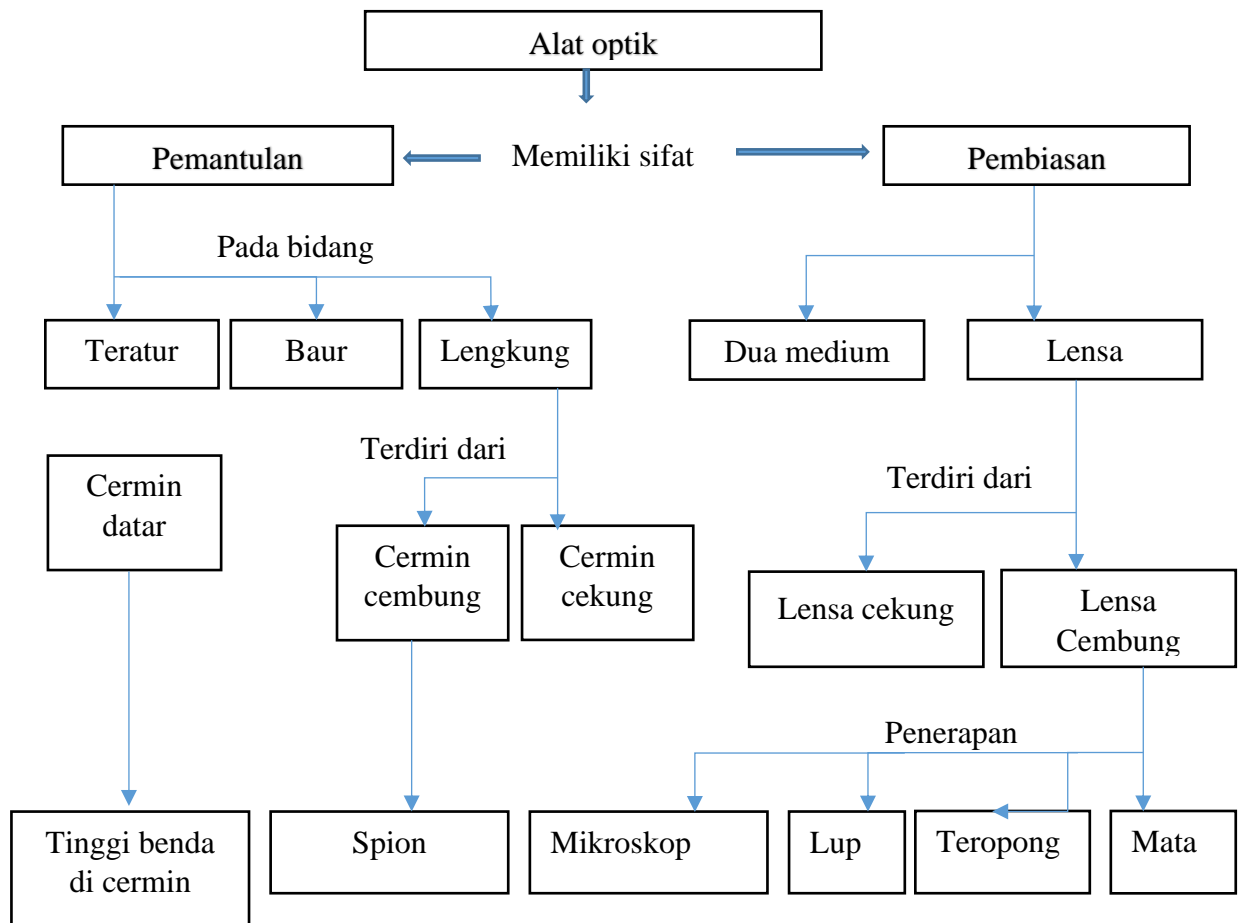 Alat optik
Pemantulan
Memiliki sifat
Pembiasan
Pada bidang
Teratur
Baur
Lengkung
Dua medium
Lensa
Terdiri dari
Terdiri dari
Cermin
datar
Cermin
cembung
Cermin
cekung
Lensa cekung
Lensa
Cembung
Penerapan
Tinggi benda
di cermin
Spion
Mikroskop
Lup
Teropong
Mata